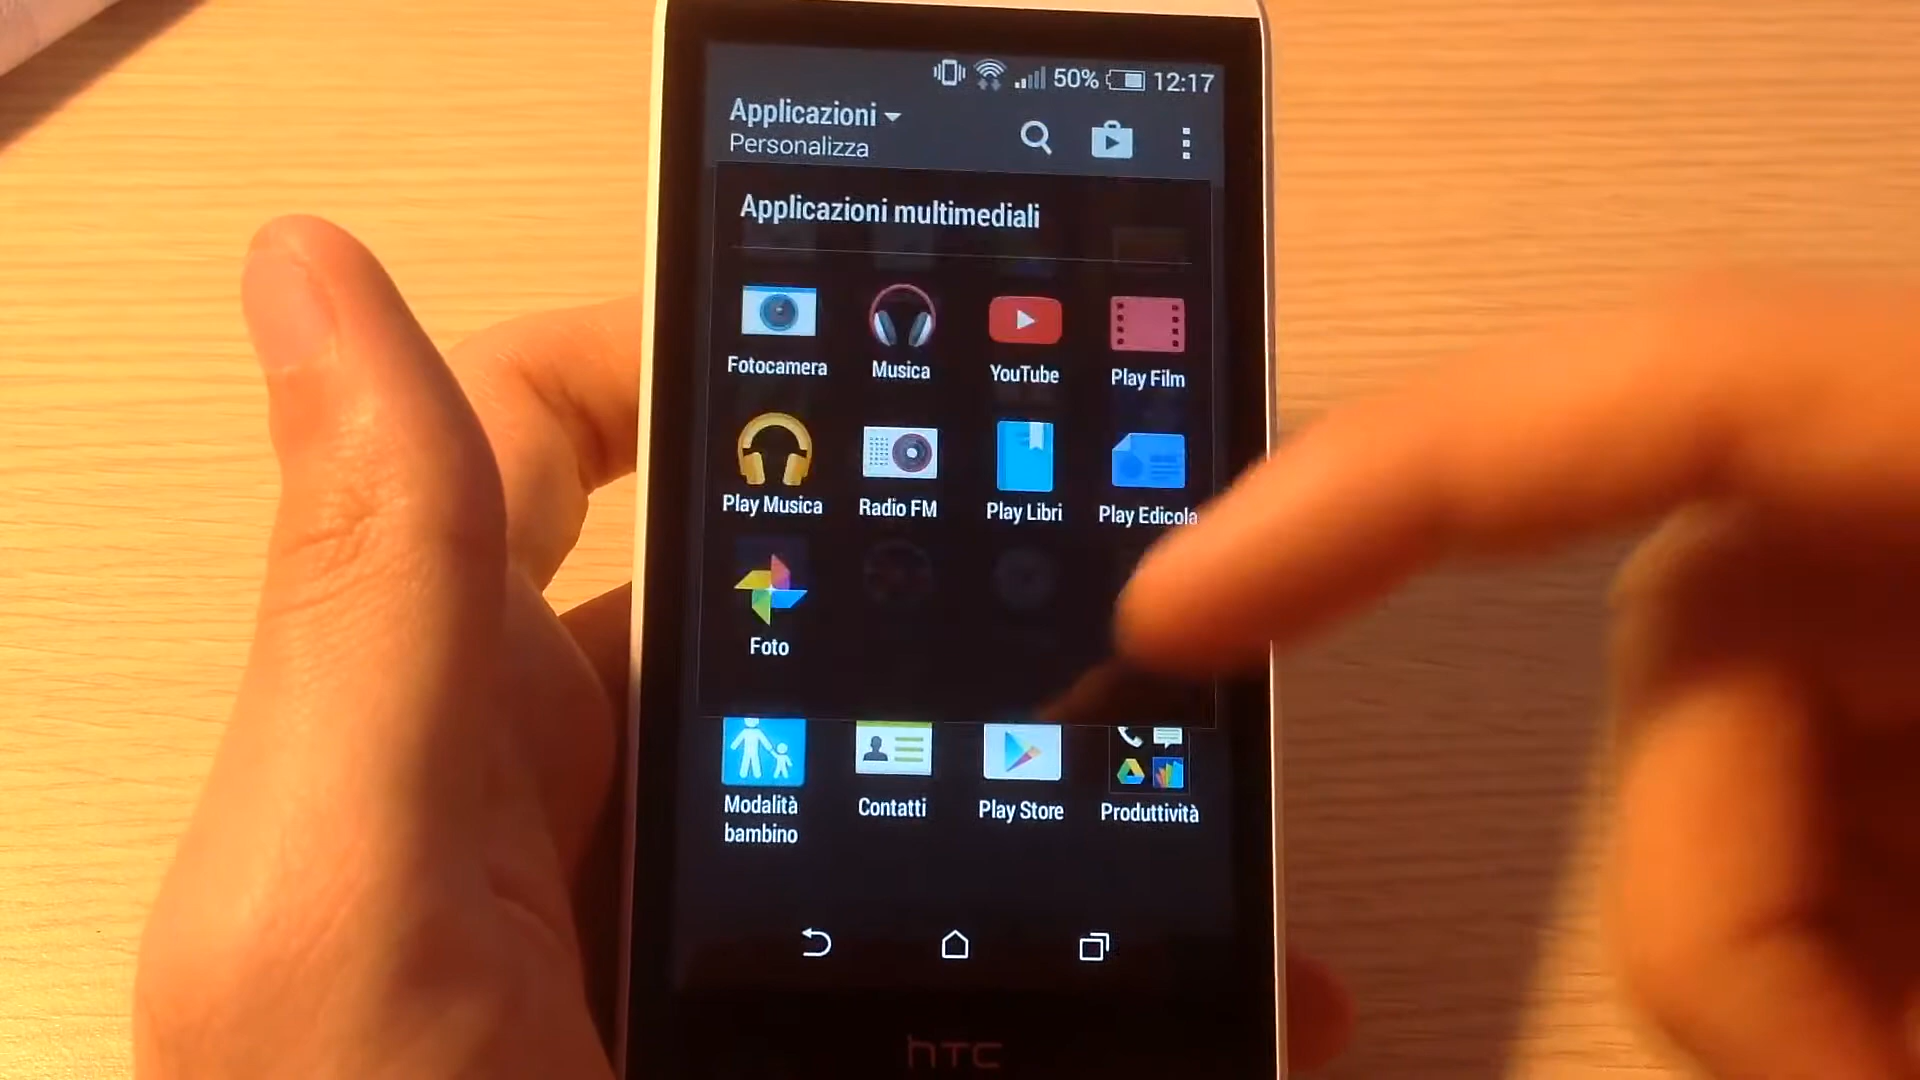 50% 12:17
Applicazioni
Personalizza
Applicazioni multimediali
Fotocamera
Musica
YouTube
Play Film
Play Musica
Radio FM
Play Libri
Play Edicola
Foto
Modalità
bambino
Contatti
Play Store
Produttività
hTC